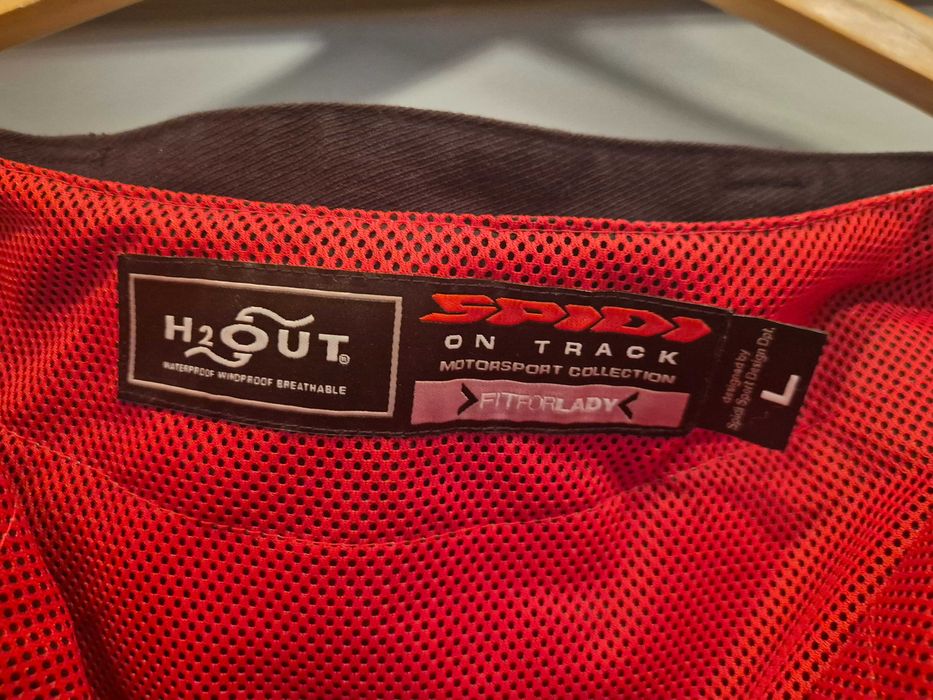 H2OUT®
WATERPROOF WINDPROOF BREATHABLE
SPIDI
ON TRACK
MOTORSPORT COLLECTION
>FITFORLADY<
designed by
Spidi Sport Design Dpt.
L